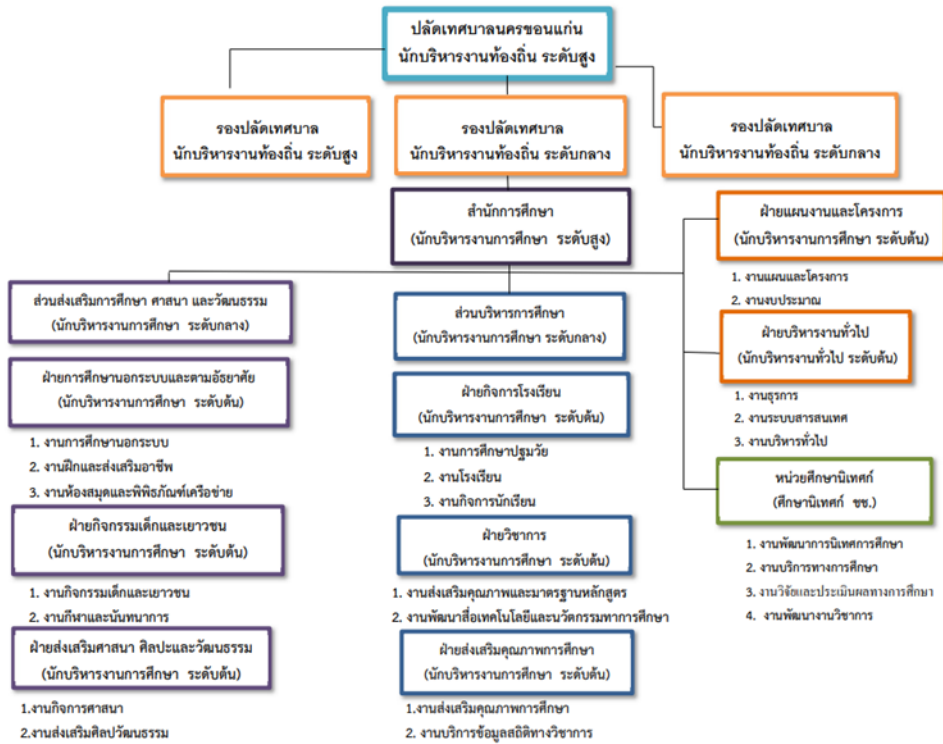 ปลัดเทศบาลนครขอนแก่น
นักบริหารงานท้องถิ่น ระดับสูง
รองปลัดเทศบาล
นักบริหารงานท้องถิ่น ระดับสูง
รองปลัดเทศบาล
นักบริหารงานท้องถิ่น ระดับกลาง
รองปลัดเทศบาล
นักบริหารงานท้องถิ่น ระดับกลาง
สำนักการศึกษา
(นักบริหารงานการศึกษา ระดับสูง)
ส่วนส่งเสริมการศึกษา ศาสนา และวัฒนธรรม
(นักบริหารงานการศึกษา ระดับกลาง)
ฝ่ายการศึกษานอกระบบและตามอัธยาศัย
(นักบริหารงานการศึกษา ระดับต้น)
1. งานการศึกษานอกระบบ
2. งานฝึกและส่งเสริมอาชีพ
3. งานห้องสมุดและพิพิธภัณฑ์เครือข่าย
ฝ่ายกิจกรรมเด็กและเยาวชน
(นักบริหารงานการศึกษา ระดับต้น)
1. งานกิจกรรมเด็กและเยาวชน
2. งานกีฬาและนันทนาการ
ฝ่ายส่งเสริมศาสนา ศิลปะและวัฒนธรรม
(นักบริหารงานการศึกษา ระดับต้น)
1.งานกิจการศาสนา
2.งานส่งเสริมศิลปวัฒนธรรม
ส่วนบริหารการศึกษา
(นักบริหารงานการศึกษา ระดับกลาง)
ฝ่ายกิจการโรงเรียน
(นักบริหารงานการศึกษา ระดับต้น)
1. งานการศึกษาปฐมวัย
2. งานโรงเรียน
3. งานกิจการนักเรียน
ฝ่ายวิชาการ
(นักบริหารงานการศึกษา ระดับต้น)
1. งานส่งเสริมคุณภาพและมาตรฐานหลักสูตร
2. งานพัฒนาสื่อเทคโนโลยีและนวัตกรรมทาการศึกษา
ฝ่ายส่งเสริมคุณภาพการศึกษา
(นักบริหารงานการศึกษา ระดับต้น)
1.งานส่งเสริมคุณภาพการศึกษา
2. งานบริการข้อมูลสถิติทางวิชาการ
ฝ่ายแผนงานและโครงการ
(นักบริหารงานการศึกษา ระดับต้น)
1. งานแผนและโครงการ
2. งานงบประมาณ
ฝ่ายบริหารงานทั่วไป
(นักบริหารงานทั่วไป ระดับต้น)
1. งานธุรการ
2. งานระบบสารสนเทศ
3. งานบริหารทั่วไป
หน่วยศึกษานิเทศก์
(ศึกษานิเทศก์ ชช.)
1. งานพัฒนาการนิเทศการศึกษา
2. งานบริการทางการศึกษา
3. งานวิจัยและประเมินผลทางการศึกษา
4. งานพัฒนางานวิชาการ